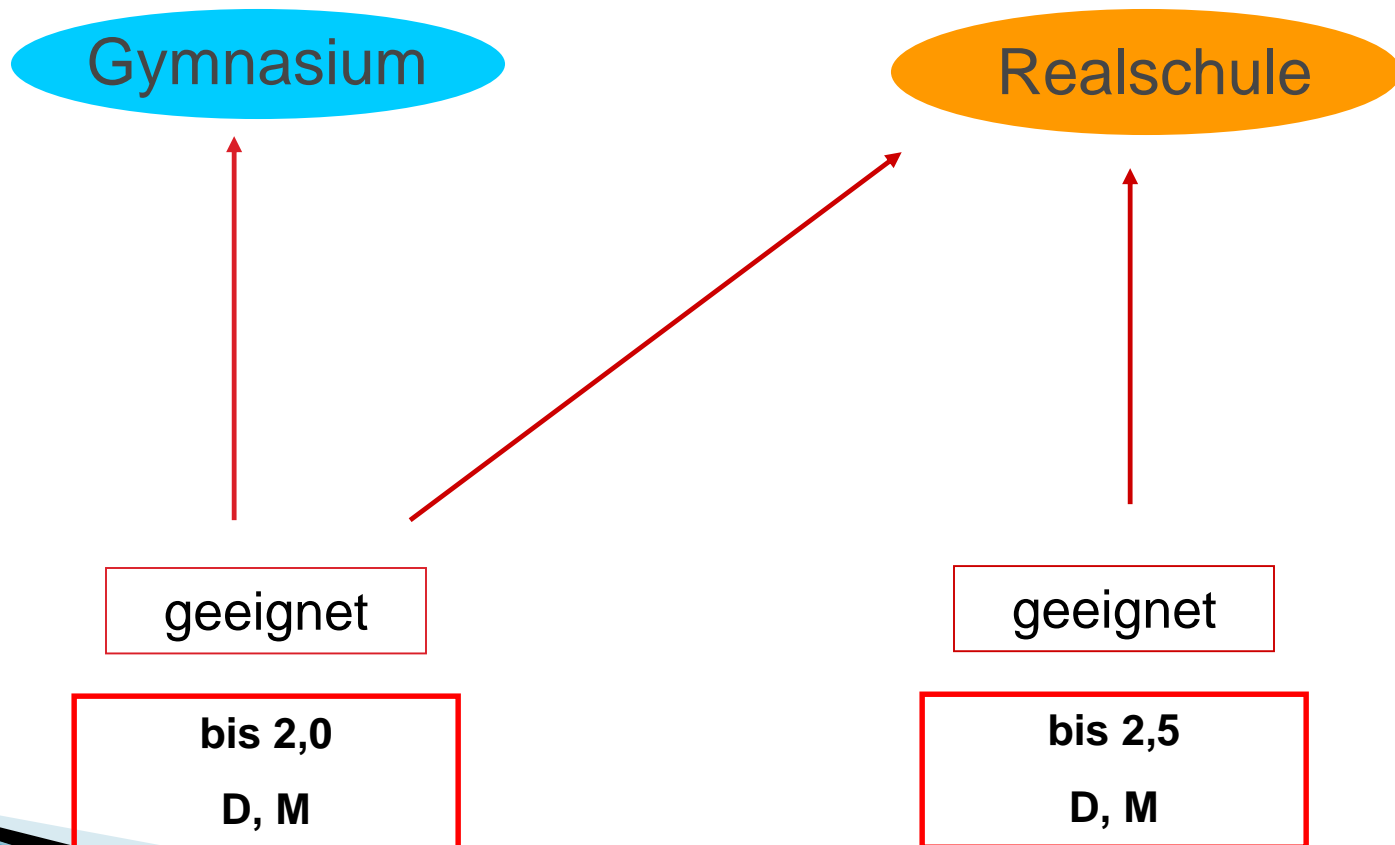 Gymnasium
Realschule
geeignet
geeignet
bis 2,0
D, M
bis 2,5
D, M